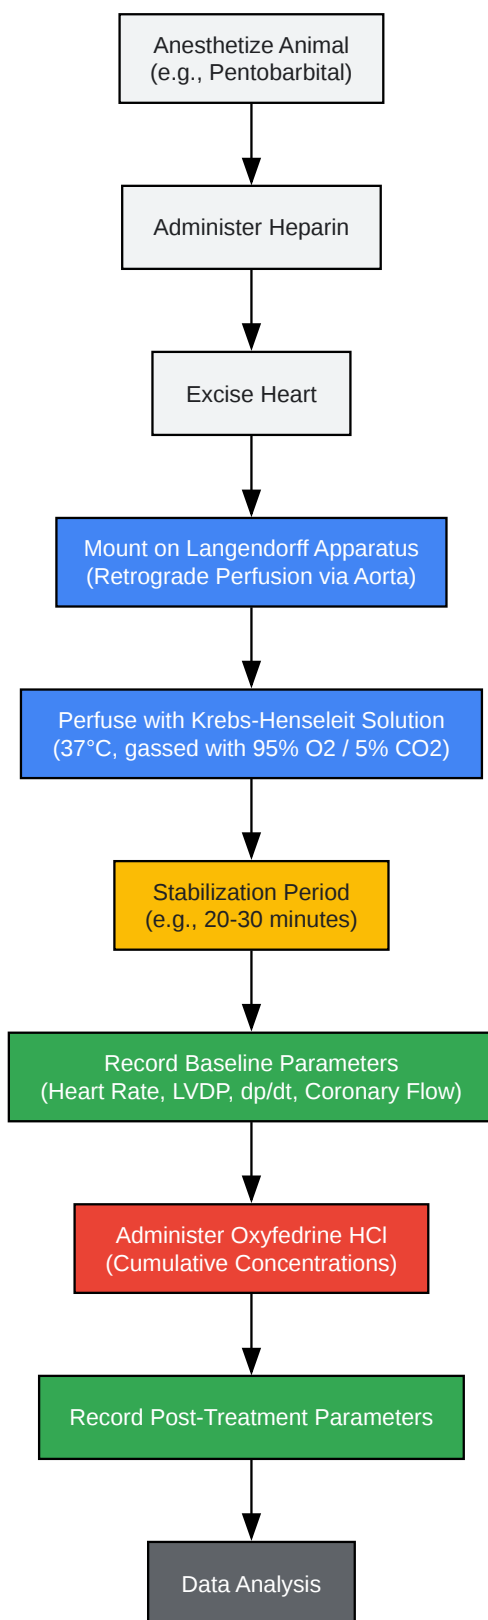 Anesthetize Animal
(e.g., Pentobarbital)
Administer Heparin
Excise Heart
Mount on Langendorff Apparatus
(Retrograde Perfusion via Aorta)
Perfuse with Krebs-Henseleit Solution
(37°C, gassed with 95% O2 / 5% CO2)
Stabilization Period
(e.g., 20-30 minutes)
Record Baseline Parameters
(Heart Rate, LVDP, dp/dt, Coronary Flow)
Administer Oxyfedrine HCl
(Cumulative Concentrations)
Record Post-Treatment Parameters
Data Analysis